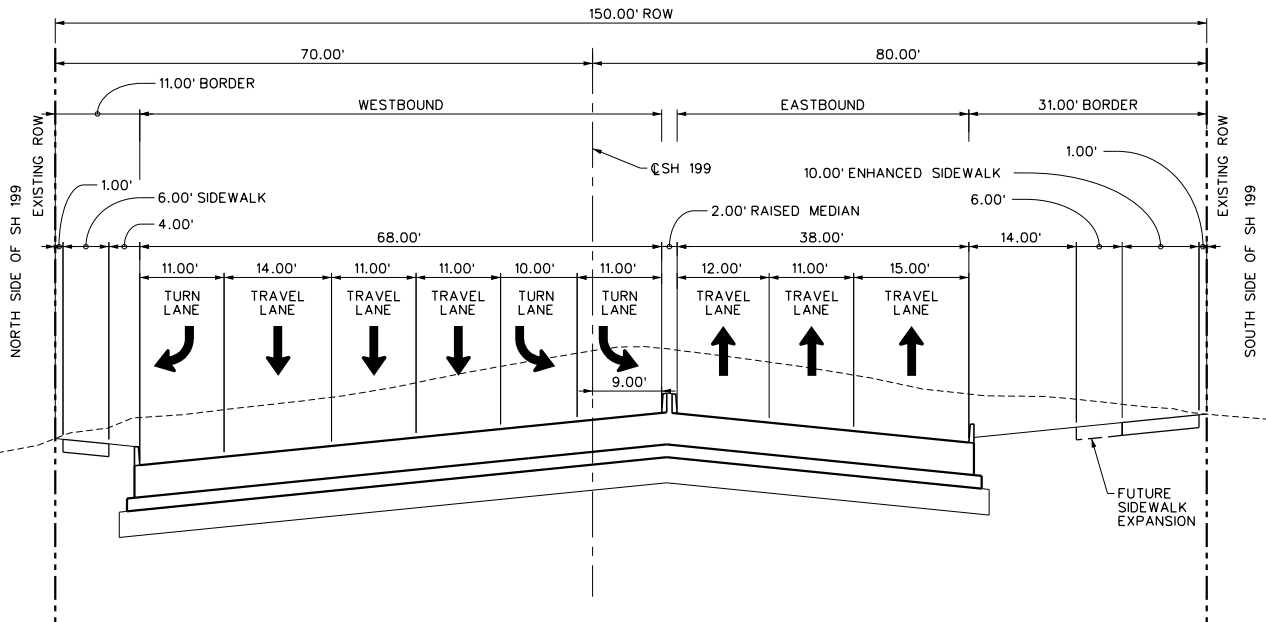 150.00' ROW
70.00'
80.00'
11.00' BORDER
WESTBOUND
EASTBOUND
31.00' BORDER
NORTH SIDE OF SH 199
EXISTING ROW
EXISTING ROW
SOUTH SIDE OF SH 199
℄ SH 199
1.00'
10.00' ENHANCED SIDEWALK
1.00'
6.00' SIDEWALK
2.00' RAISED MEDIAN
6.00'
4.00'
68.00'
38.00'
14.00'
11.00'
14.00'
11.00'
11.00'
10.00'
11.00'
12.00'
11.00'
15.00'
TURN
LANE
TRAVEL
LANE
TRAVEL
LANE
TRAVEL
LANE
TURN
LANE
TURN
LANE
TRAVEL
LANE
TRAVEL
LANE
TRAVEL
LANE
9.00'
FUTURE
SIDEWALK
EXPANSION